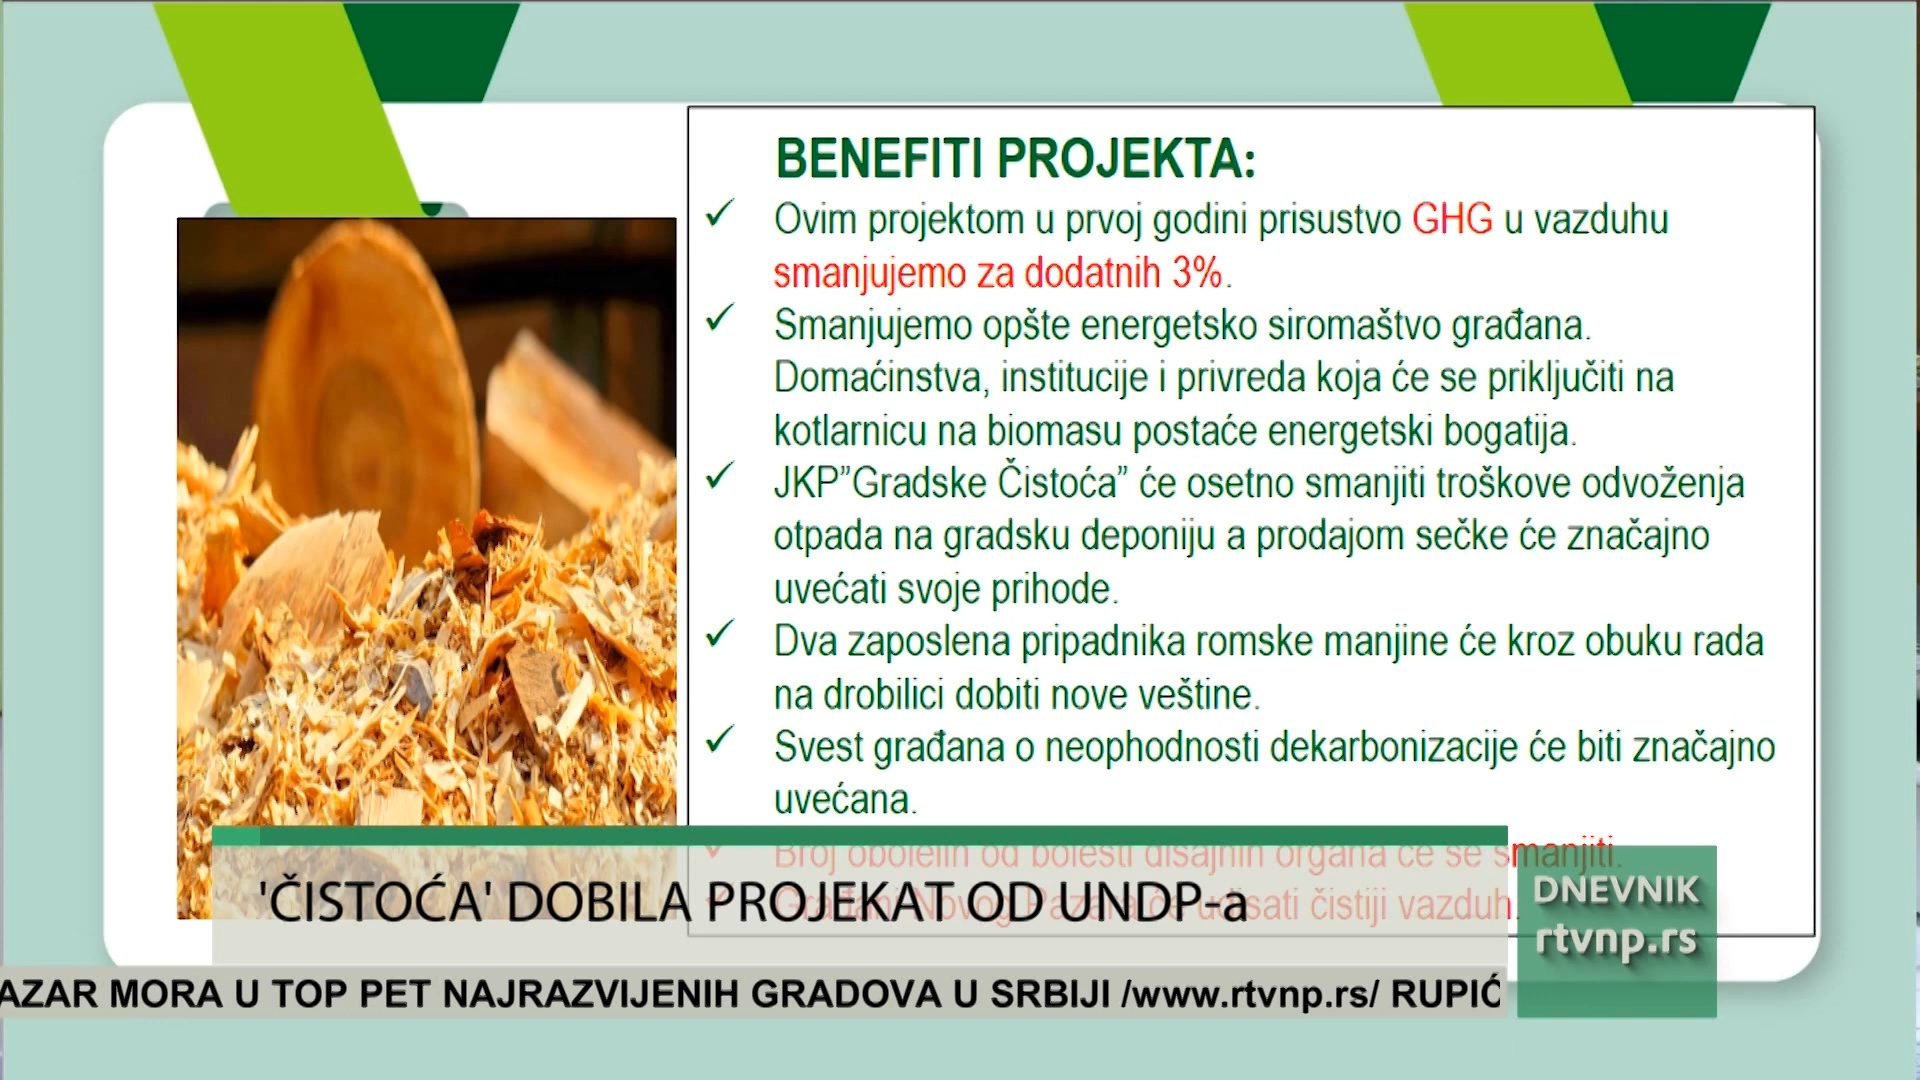 BENEFITI PROJEKTA:
✓ Ovim projektom u prvoj godini prisustvo GHG u vazduhu
smanjujemo za dodatnih 3%.
✓ Smanjujemo opšte energetsko siromaštvo građana.
Domaćinstva, institucije i privreda koja će se priključiti na
kotlarnicu na biomasu postaće energetski bogatija.
✓ JKP”Gradske Čistoća” će osetno smanjiti troškove odvoženja
otpada na gradsku deponiju a prodajom sečke će značajno
uvećati svoje prihode.
✓ Dva zaposlena pripadnika romske manjine će kroz obuku rada
na drobilici dobiti nove veštine.
✓ Svest građana o neophodnosti dekarbonizacije će biti značajno
uvećana.
✓ Broj obolelih od bolesti disajnih organa će se smanjiti.
Građani Novog Pazara će udisati čistiji vazduh.
'ČISTOĆA' DOBILA PROJEKAT OD UNDP-a
DNEVNIK
rtvnp.rs
AZAR MORA U TOP PET NAJRAZVIJENIH GRADOVA U SRBIJI /www.rtvnp.rs/ RUPIĆ